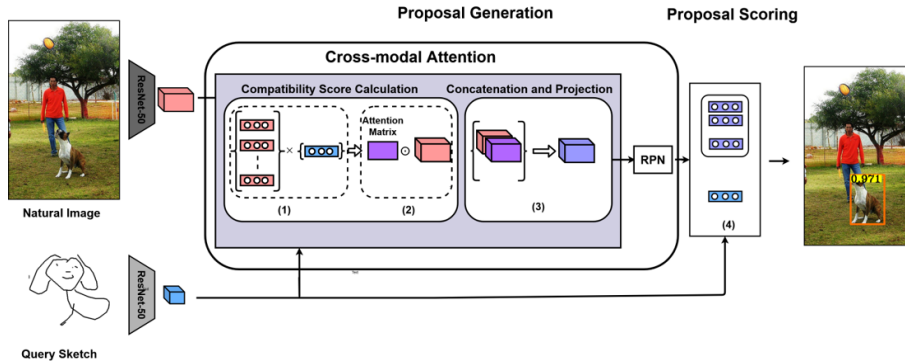 Proposal Generation
Proposal Scoring
Cross-modal Attention
ResNet-50
Compatibility Score Calculation
Concatenation and Projection
Attention
Matrix
RPN
0.971
(1)
(2)
(3)
(4)
Natural Image
Text
ResNet-50
Query Sketch